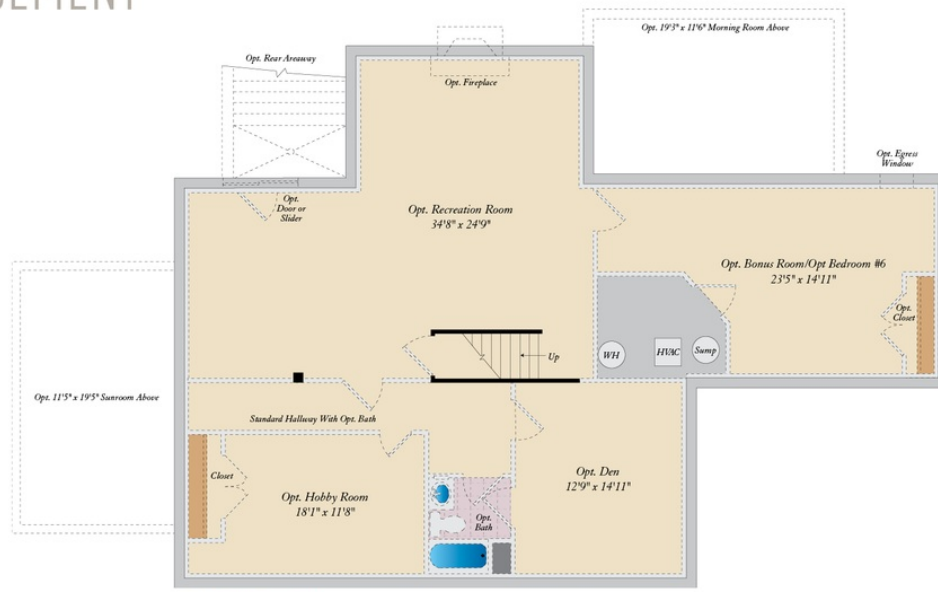 Opt. 19'3" x 11'6" Morning Room Above
Opt. Rear Areaway
Opt. Fireplace
Opt. Egress
Window
Opt.
Door or
Slider
Opt. Recreation Room
34'8" x 24'9"
Opt. Bonus Room/Opt Bedroom #6
23'5" x 14'11"
Opt.
Closet
WH
HVAC
Sump
Up
Opt. 11'5" x 19'5" Sunroom Above
Standard Hallway With Opt. Bath
Closet
Opt. Hobby Room
18'1" x 11'8"
Opt. Den
12'9" x 14'11"
Opt.
Bath